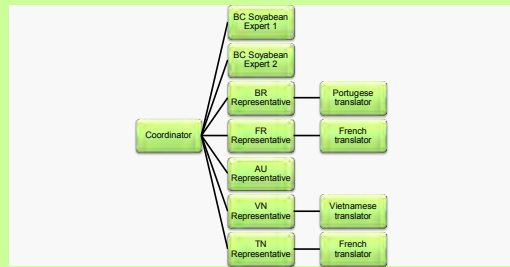 BC Soyabean
Expert 1
BC Soyabean
Expert 2
BR
Representative
Portugese
translator
Coordinator
FR
Representative
French
translator
AU
Representative
VN
Representative
Vietnamese
translator
TN
Representative
French
translator